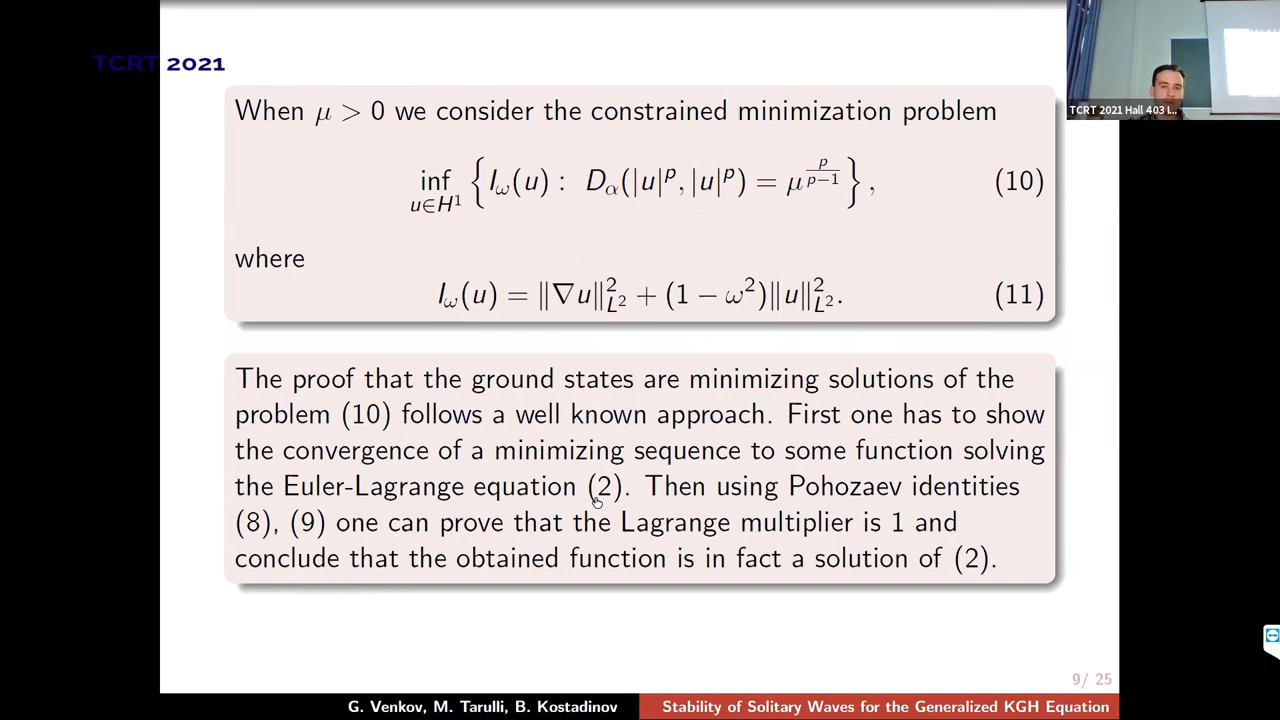 TCRT 2021
TCRT 2021 Hall 403 I...
When μ > 0 we consider the constrained minimization problem
inf_{u∈H^1} { I_ω(u) : D_α(|u|^p, |u|^p) = μ^{p/(p−1)} } , (10)
where
I_ω(u) = ‖∇u‖^2_{L^2} + (1 − ω^2)‖u‖^2_{L^2}. (11)
The proof that the ground states are minimizing solutions of the
problem (10) follows a well known approach. First one has to show
the convergence of a minimizing sequence to some function solving
the Euler-Lagrange equation (2). Then using Pohozaev identities
(8), (9) one can prove that the Lagrange multiplier is 1 and
conclude that the obtained function is in fact a solution of (2).
9/ 25
G. Venkov, M. Tarulli, B. Kostadinov
Stability of Solitary Waves for the Generalized KGH Equation